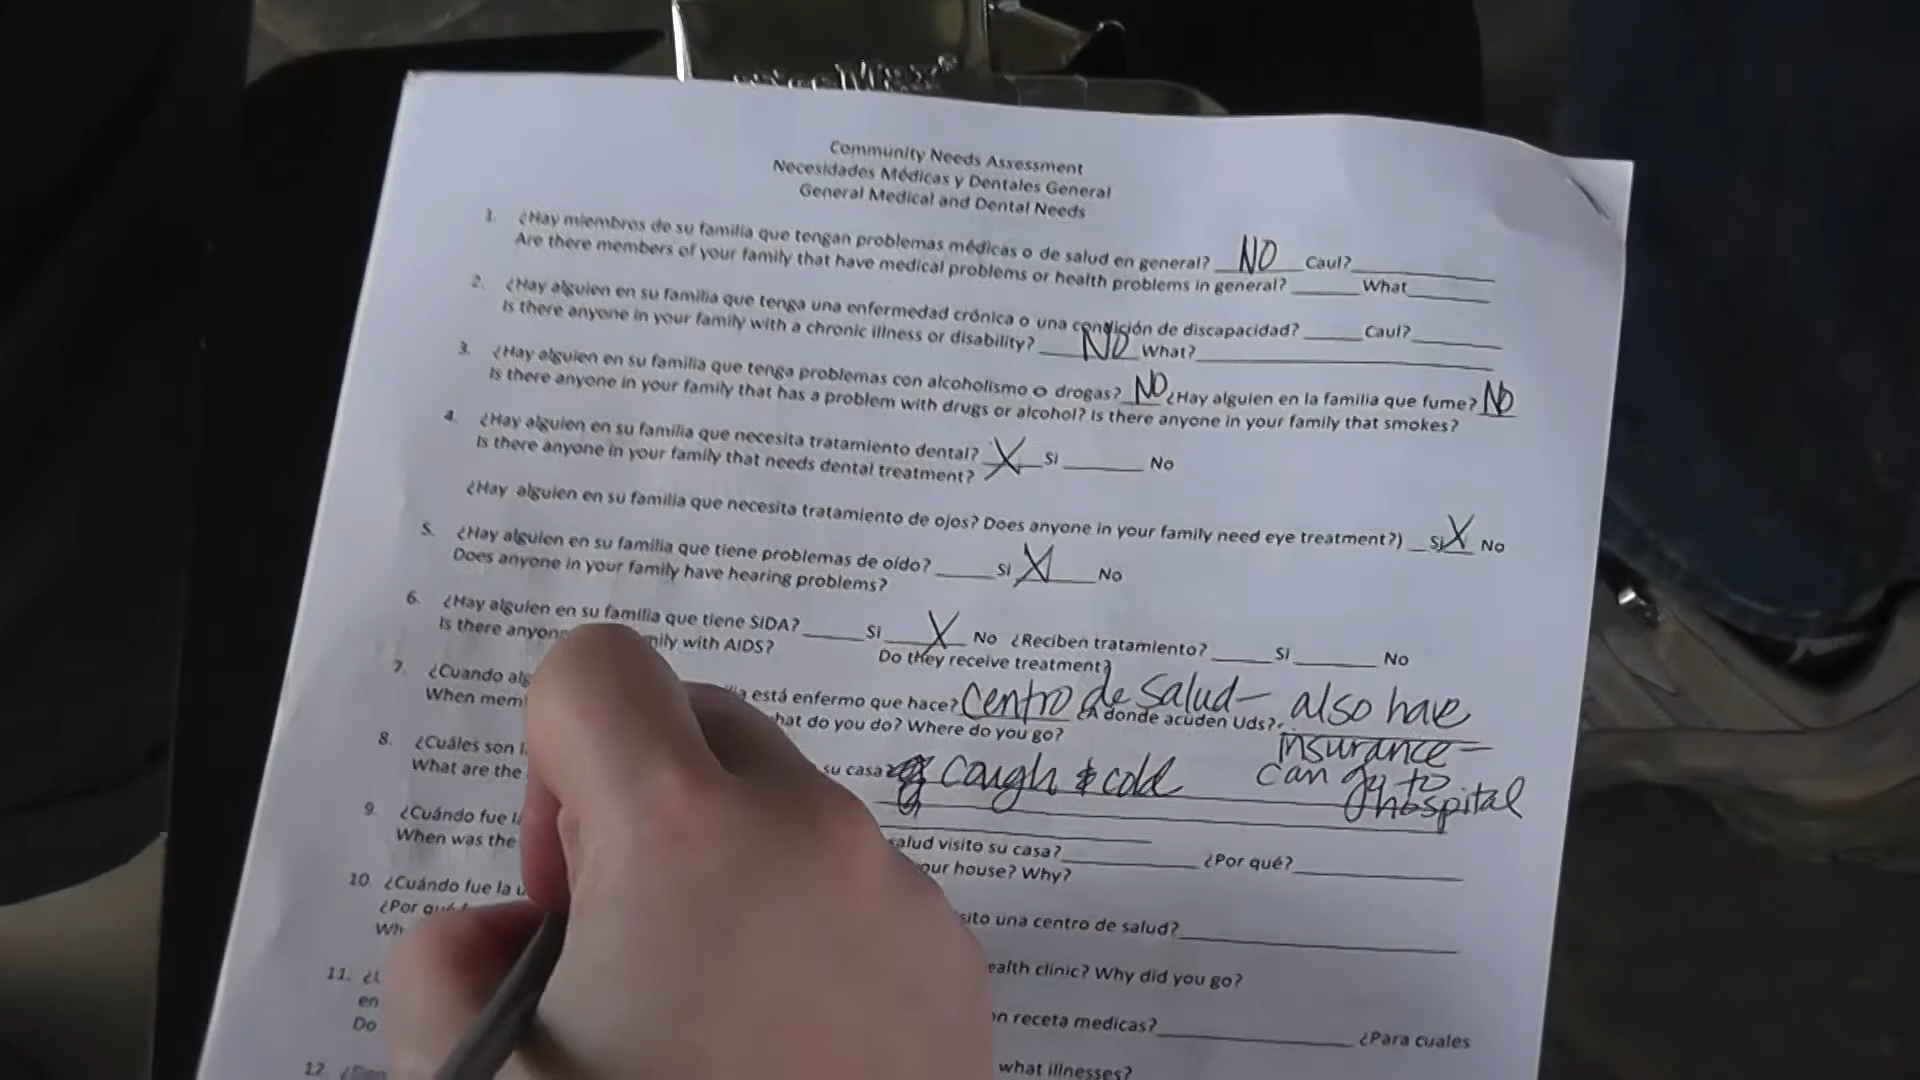 Community Needs Assessment
Necesidades Médicas y Dentales General
General Medical and Dental Needs
1. ¿Hay miembros de su familia que tengan problemas médicas o de salud en general? NO Caul?
Are there members of your family that have medical problems or health problems in general? What
2. ¿Hay alguien en su familia que tenga una enfermedad crónica o una condición de discapacidad? Caul?
Is there anyone in your family with a chronic illness or disability? NO What?
3. ¿Hay alguien en su familia que tenga problemas con alcoholismo o drogas? NO ¿Hay alguien en la familia que fume? NO
Is there anyone in your family that has a problem with drugs or alcohol? Is there anyone in your family that smokes?
4. ¿Hay alguien en su familia que necesita tratamiento dental? X Si No
Is there anyone in your family that needs dental treatment?
¿Hay alguien en su familia que necesita tratamiento de ojos? Does anyone in your family need eye treatment?) Si X No
5. ¿Hay alguien en su familia que tiene problemas de oído? Si X No
Does anyone in your family have hearing problems?
6. ¿Hay alguien en su familia que tiene SIDA? Si X No ¿Reciben tratamiento? Si No
Is there anyone family with AIDS? Do they receive treatment?
7. ¿Cuando está enfermo que hace? Centro de Salud - ¿A donde acuden Uds? also have
When what do you do? Where do you go? insurance -
8. ¿Cuáles son su casa? cough & cold can go to
What are the hospital
9. ¿Cuándo fue salud visito su casa? ¿Por qué?
When was the your house? Why?
10. ¿Cuándo fue la una centro de salud?
¿Por
health clinic? Why did you go?
11. receta medicas? ¿Para cuales
en
Do
12. what illnesses?